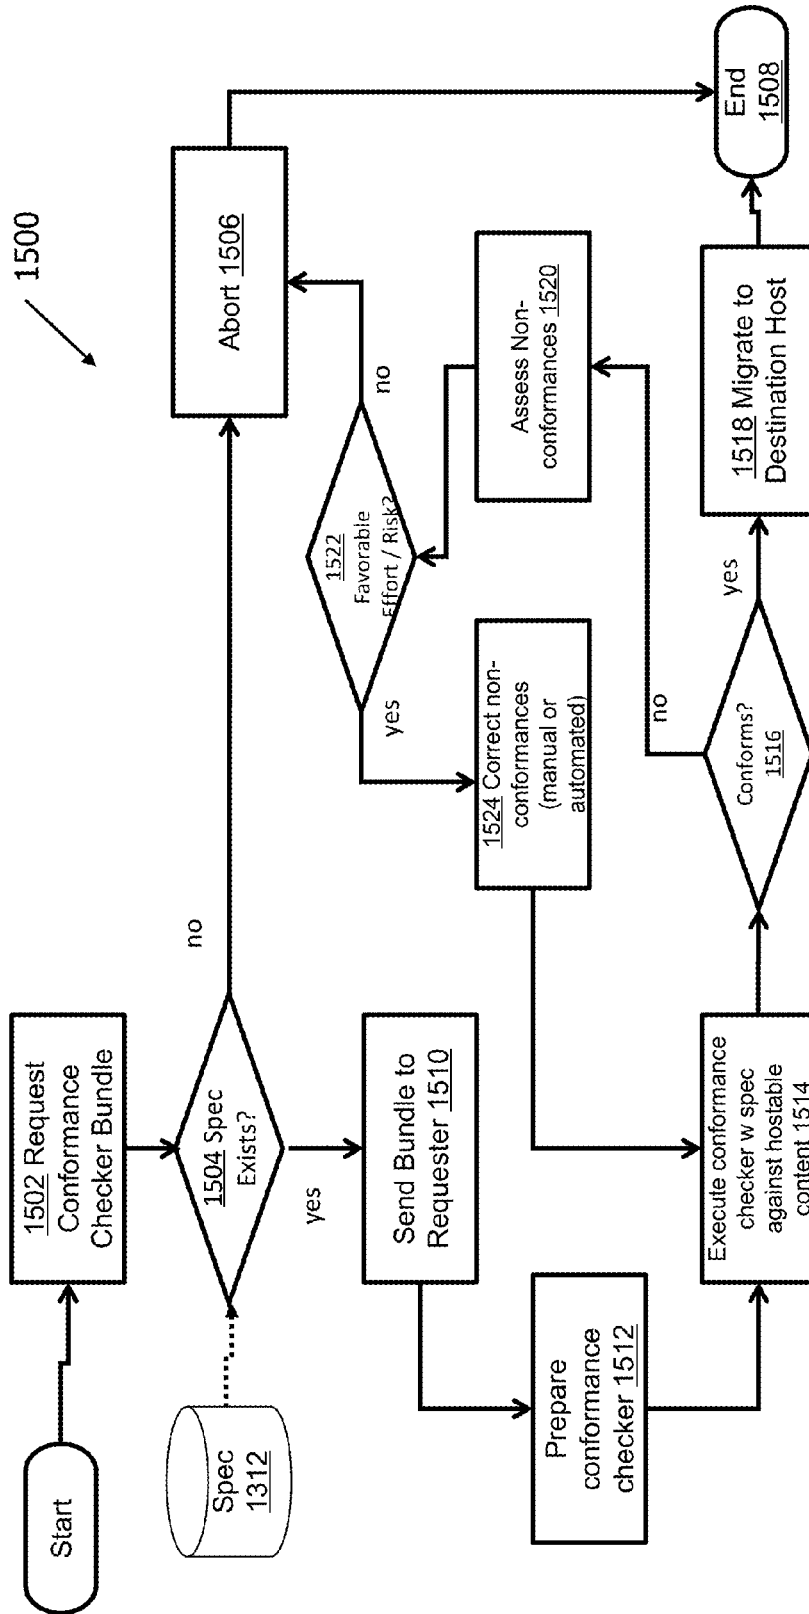 1500
Start
1502 Request
Conformance
Checker Bundle
Spec
1312
1504 Spec
Exists?
no
yes
Abort 1506
Send Bundle to
Requester 1510
Prepare
conformance
checker 1512
Execute conformance
checker w spec
against hostable
content 1514
Conforms?
1516
no
yes
Assess Non-
conformances 1520
1522
Favorable
Effort / Risk?
no
yes
1524 Correct non-
conformances
(manual or
automated)
1518 Migrate to
Destination Host
End
1508